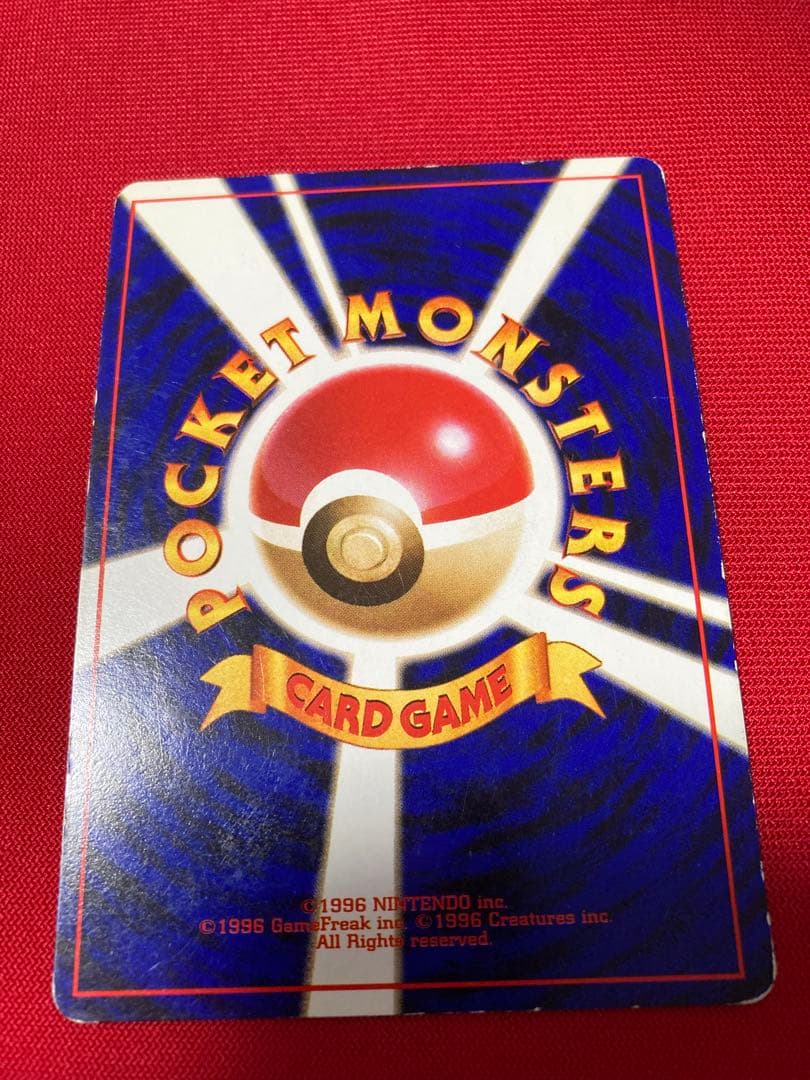 POCKET MONSTERS
CARD GAME
©1996 NINTENDO inc.
©1996 GameFreak inc. ©1996 Creatures inc.
All Rights reserved.